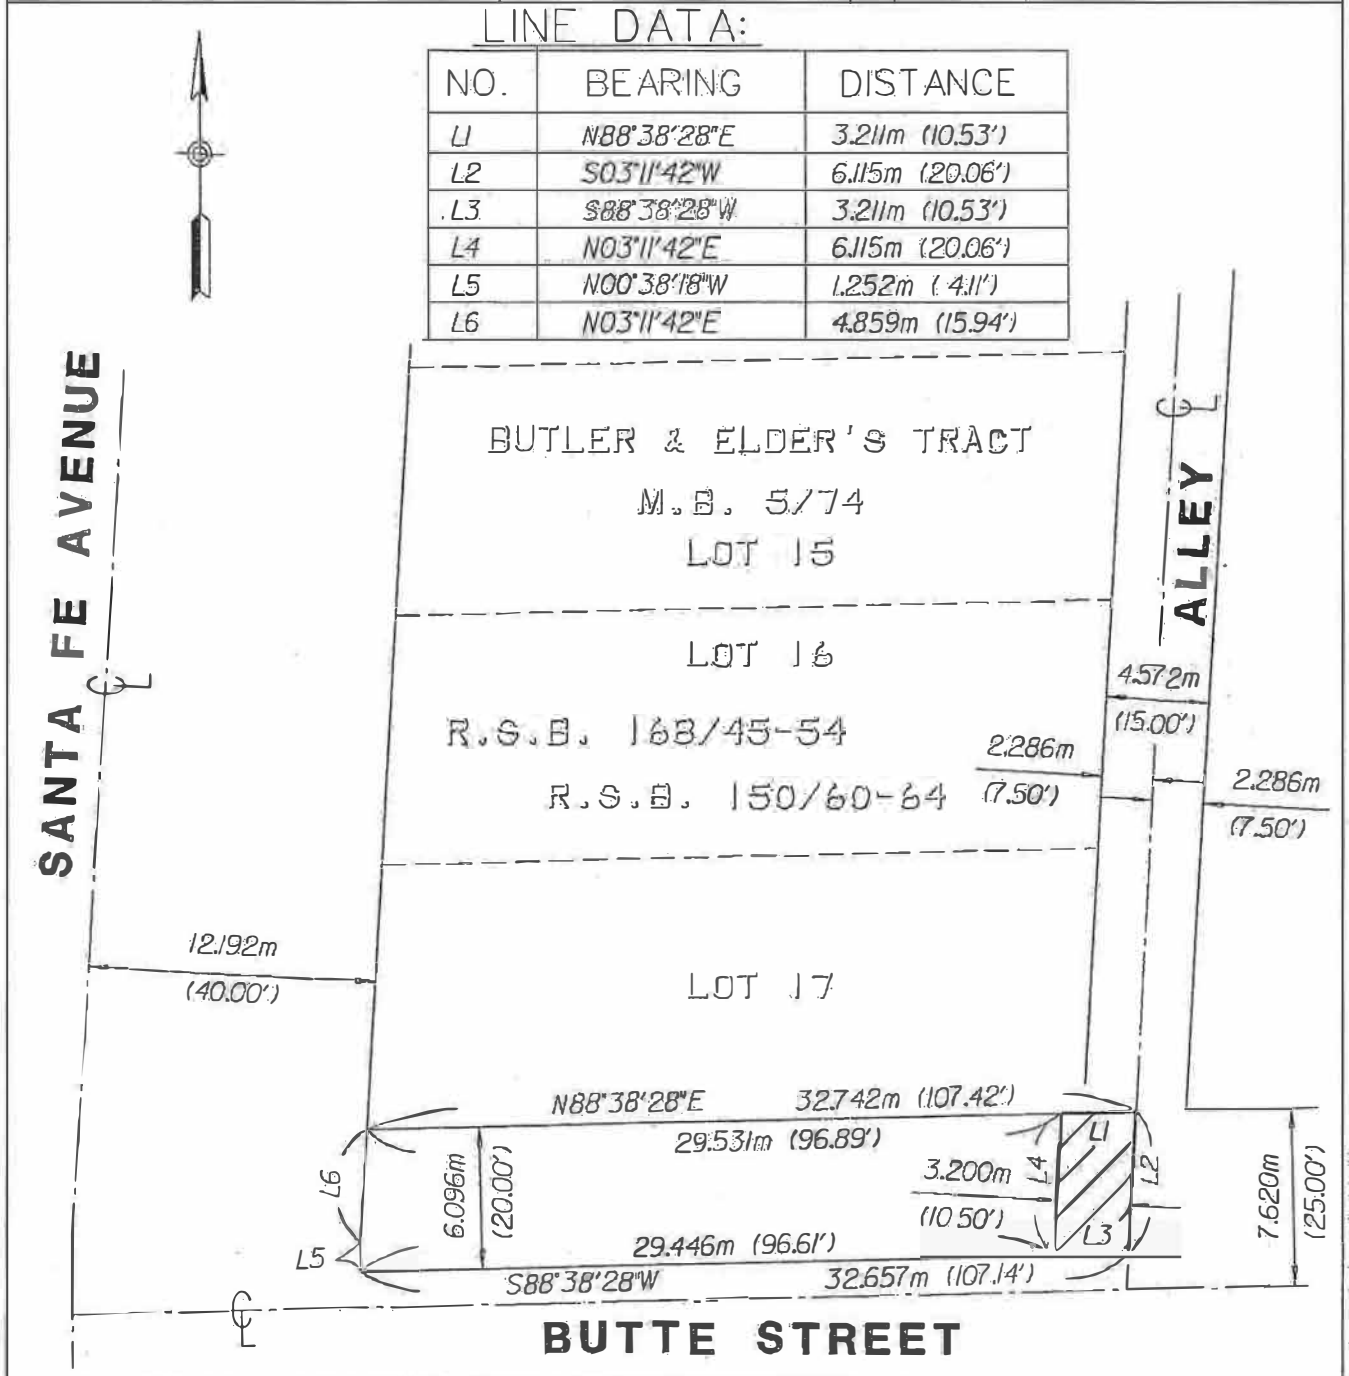 LINE DATA:
NO. BEARING DISTANCE
L1 N88°38'28"E 3.211m (10.53')
L2 S03°11'42"W 6.115m (20.06')
L3 S88°38'28"W 3.211m (10.53')
L4 N03°11'42"E 6.115m (20.06')
L5 N00°38'18"W 1.252m (4.11')
L6 N03°11'42"E 4.859m (15.94')
SANTA FE AVENUE
BUTLER & ELDER'S TRACT
M.B. 5/74
LOT 15
ALLEY
CL
LOT 16
CL
4.572m
(15.00')
R.S.B. 168/45-54
2.286m
(7.50')
R.S.B. 150/60-64
2.286m
(7.50')
12.192m
(40.00')
LOT 17
N88°38'28"E 32.742m (107.42')
29.531m (96.89')
L1
L6
6.096m
(20.00')
3.200m
(10.50')
L4
L2
L3
7.620m
(25.00')
L5
29.446m (96.61')
S88°38'28"W 32.657m (107.14')
CL
BUTTE STREET